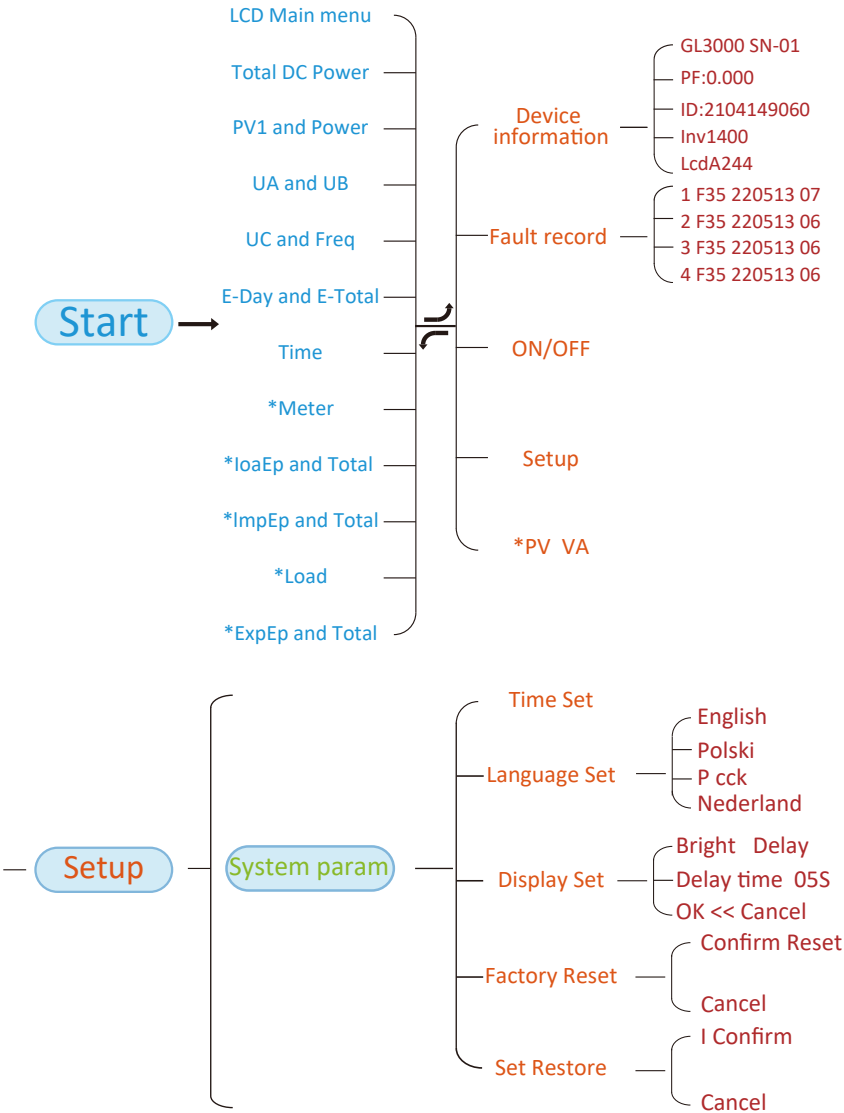 LCD Main menu
Total DC Power
PV1 and Power
UA and UB
UC and Freq
E-Day and E-Total
Start
Time
*Meter
*IoaEp and Total
*ImpEp and Total
*Load
*ExpEp and Total
Device
information
GL3000 SN-01
PF:0.000
ID:2104149060
Inv1400
LcdA244
Fault record
1 F35 220513 07
2 F35 220513 06
3 F35 220513 06
4 F35 220513 06
ON/OFF
Setup
*PV VA
Setup
System param
Time Set
Language Set
English
Polski
P cck
Nederland
Display Set
Bright Delay
Delay time 05S
OK << Cancel
Factory Reset
Confirm Reset
Cancel
Set Restore
I Confirm
Cancel